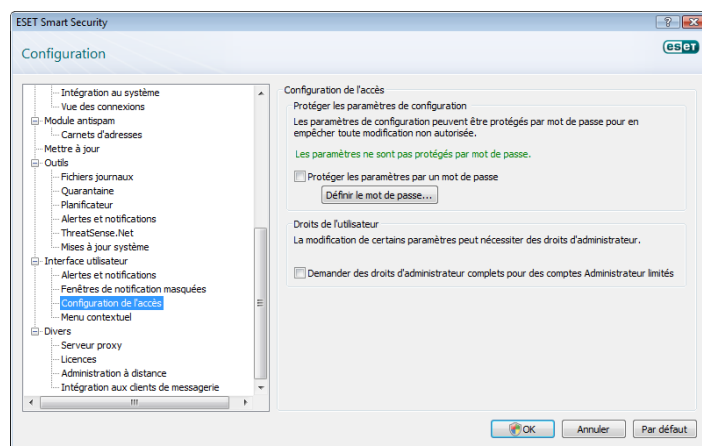 ESET Smart Security
Configuration
eset
Intégration au système
Vue des connexions
Module antispam
Carnets d'adresses
Mettre à jour
Outils
Fichiers journaux
Quarantaine
Planificateur
Alertes et notifications
ThreatSense.Net
Mises à jour système
Interface utilisateur
Alertes et notifications
Fenêtres de notification masquées
Configuration de l'accès
Menu contextuel
Divers
Serveur proxy
Licences
Administration à distance
Intégration aux clients de messagerie
Configuration de l'accès
Protéger les paramètres de configuration
Les paramètres de configuration peuvent être protégés par mot de passe pour en
empêcher toute modification non autorisée.
Les paramètres ne sont pas protégés par mot de passe.
Protéger les paramètres par un mot de passe
Définir le mot de passe...
Droits de l'utilisateur
La modification de certains paramètres peut nécessiter des droits d'administrateur.
Demander des droits d'administrateur complets pour des comptes Administrateur limités
OK
Annuler
Par défaut